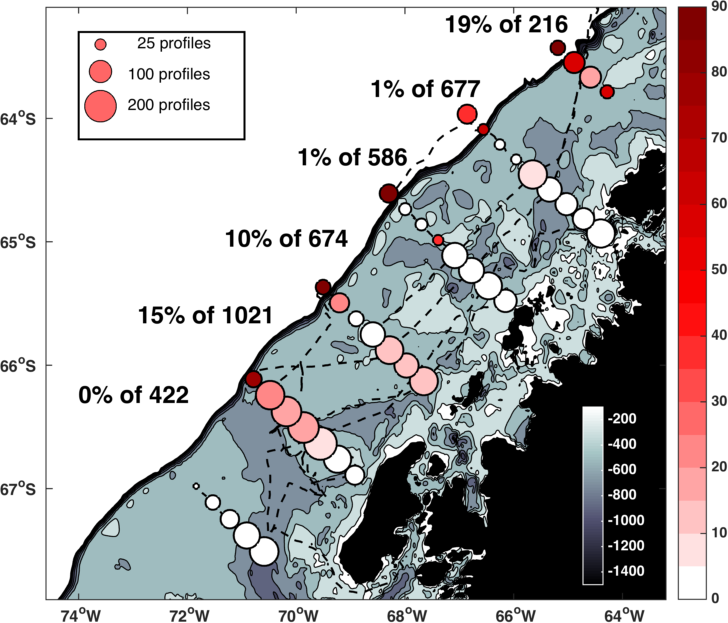 19% of 216
1% of 677
1% of 586
10% of 674
15% of 1021
0% of 422
25 profiles
100 profiles
200 profiles
64°S
65°S
66°S
67°S
74°W
72°W
70°W
68°W
66°W
64°W
-200
-400
-600
-800
-1000
-1200
-1400
90
80
70
60
50
40
30
20
10
0